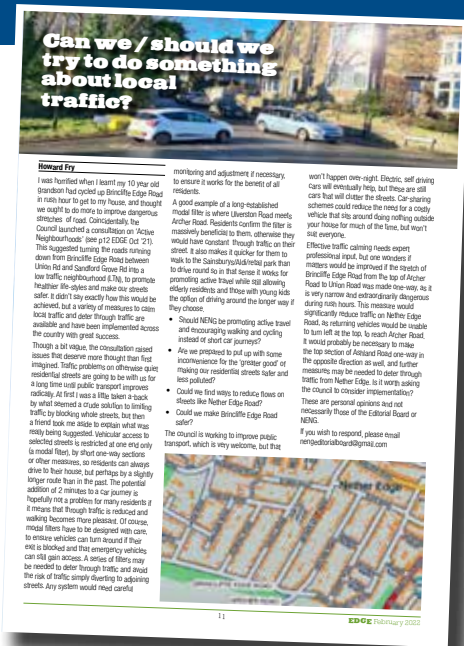 Can we / should we
try to do something
about local
traffic?
Howard Fry
I was horrified when I learnt my 10 year old
grandson had cycled up Brincliffe Edge Road
in rush hour to get to my house, and thought
we ought to do more to improve dangerous
stretches of road. Coincidentally, the
Council launched a consultation on 'Active
Neighbourhoods' (see p12 EDGE Oct '21).
This suggested turning the roads running
down from Brincliffe Edge Road between
Union Rd and Sandford Grove Rd into a
low traffic neighbourhood (LTN), to promote
healthier life-styles and make our streets
safer. It didn't say exactly how this would be
achieved, but a variety of measures to calm
local traffic and deter through traffic are
available and have been implemented across
the country with great success.
Though a bit vague, the consultation raised
issues that deserve more thought than first
imagined. Traffic problems on otherwise quiet
residential streets are going to be with us for
a long time until public transport improves
radically. At first I was a little taken a-back
by what seemed a crude solution to limiting
traffic by blocking whole streets, but then
a friend took me aside to explain what was
really being suggested. Vehicular access to
selected streets is restricted at one end only
(a modal filter), by short one-way sections
or other measures, so residents can always
drive to their house, but perhaps by a slightly
longer route than in the past. The potential
addition of 2 minutes to a car journey is
hopefully not a problem for many residents if
it means that through traffic is reduced and
walking becomes more pleasant. Of course,
modal filters have to be designed with care,
to ensure vehicles can turn around if their
exit is blocked and that emergency vehicles
can still gain access. A series of filters may
be needed to deter through traffic and avoid
the risk of traffic simply diverting to adjoining
streets. Any system would need careful
monitoring and adjustment if necessary,
to ensure it works for the benefit of all
residents.
A good example of a long-established
modal filter is where Ulverston Road meets
Archer Road. Residents confirm the filter is
massively beneficial to them, otherwise they
would have constant through traffic on their
street. It also makes it quicker for them to
walk to the Sainsburys/Aldi/retail park than
to drive round so in that sense it works for
promoting active travel while still allowing
elderly residents and those with young kids
the option of driving around the longer way if
they choose.
• Should NENG be promoting active travel
and encouraging walking and cycling
instead of short car journeys?
• Are we prepared to put up with some
inconvenience for the 'greater good' of
making our residential streets safer and
less polluted?
• Could we find ways to reduce flows on
streets like Nether Edge Road?
• Could we make Brincliffe Edge Road
safer?
The council is working to improve public
transport, which is very welcome, but that
won't happen over-night. Electric, self driving
cars will eventually help, but these are still
cars that will clutter the streets. Car-sharing
schemes could reduce the need for a costly
vehicle that sits around doing nothing outside
your house for much of the time, but won't
suit everyone.
Effective traffic calming needs expert
professional input, but one wonders if
matters would be improved if the stretch of
Brincliffe Edge Road from the top of Archer
Road to Union Road was made one-way, as it
is very narrow and extraordinarily dangerous
during rush hours. This measure would
significantly reduce traffic on Nether Edge
Road, as returning vehicles would be unable
to turn left at the top, to reach Archer Road.
It would probably be necessary to make
the top section of Ashland Road one-way in
the opposite direction as well, and further
measures may be needed to deter through
traffic from Nether Edge. Is it worth asking
the council to consider implementation?
These are personal opinions and not
necessarily those of the Editorial Board or
NENG.
If you wish to respond, please email
nengeditorialboard@gmail.com
Nether Edge
BRINCLIFFE EDGE ROAD
11
EDGE February 2022